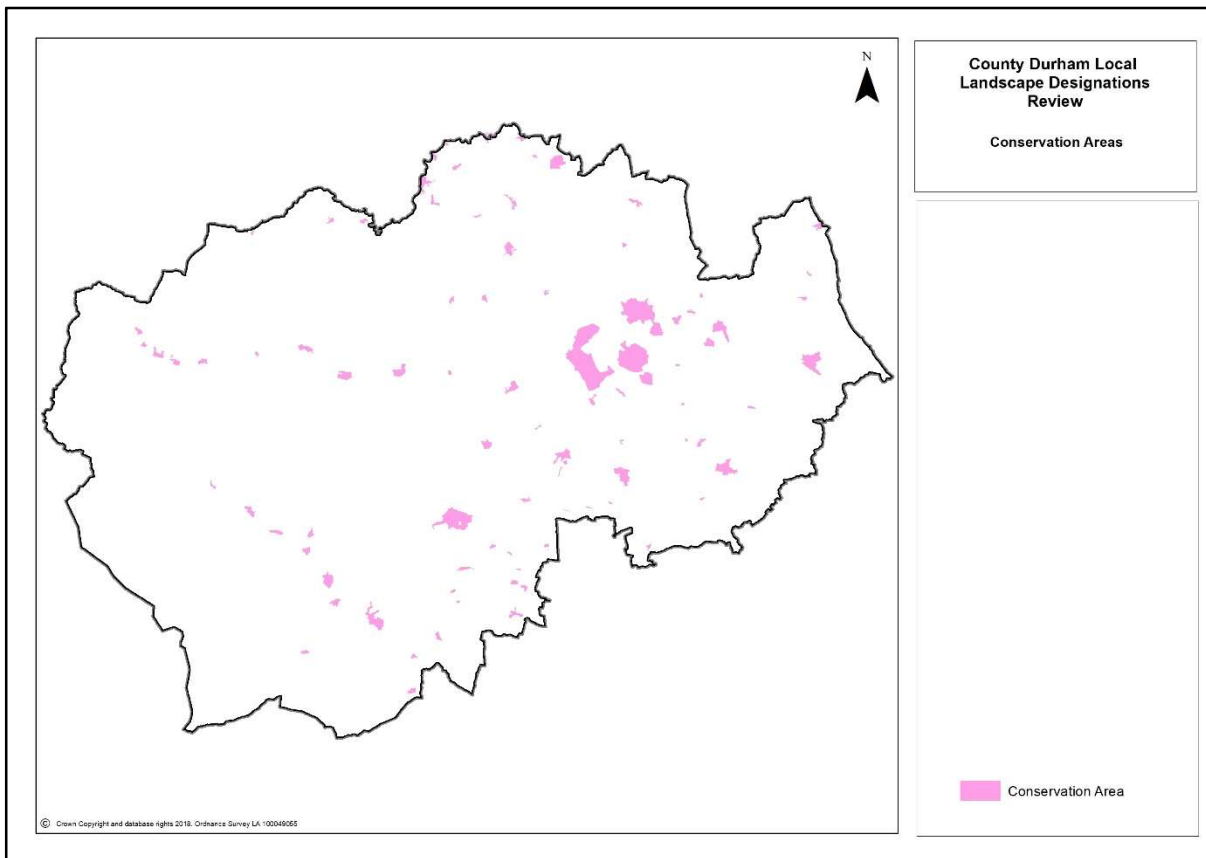 N
County Durham Local
Landscape Designations
Review
Conservation Areas
Conservation Area
© Crown Copyright and database rights 2018. Ordnance Survey LA 100049055